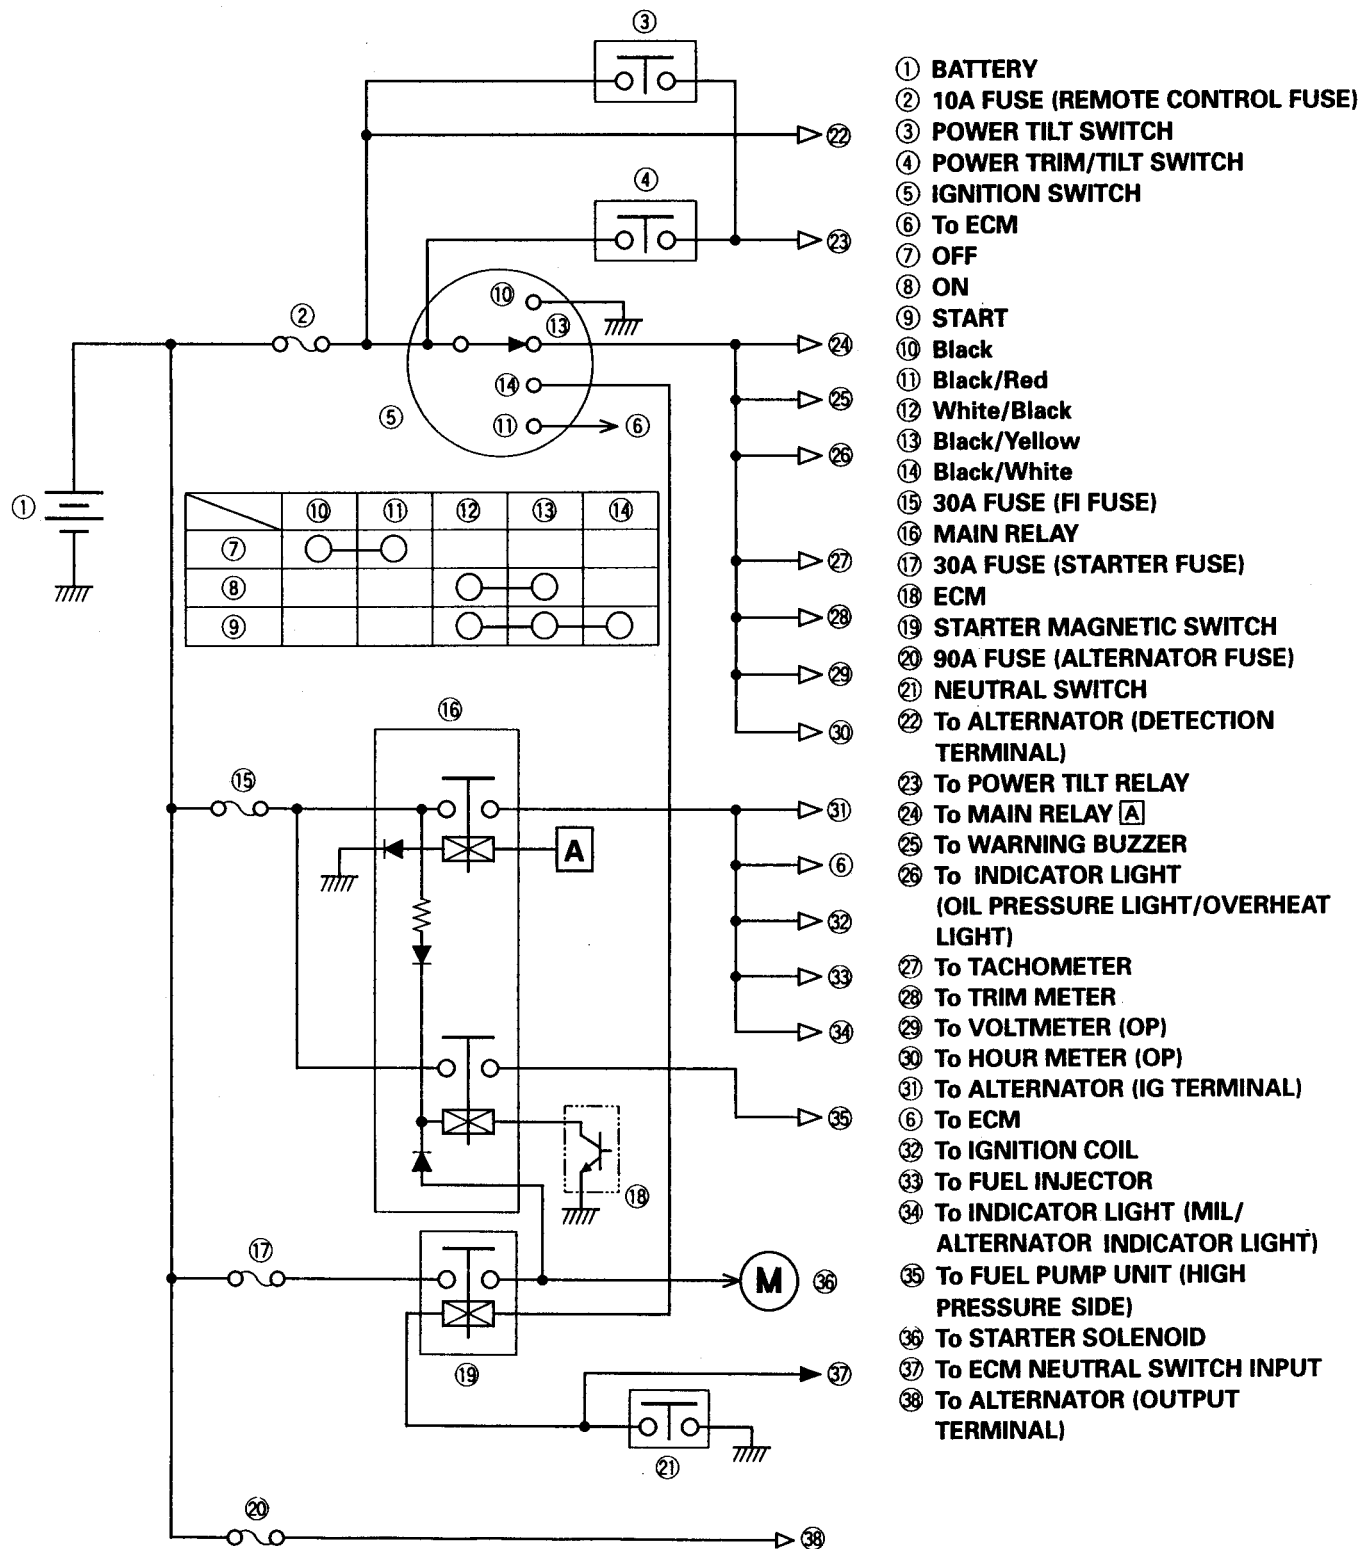 ③
㉒
④
㉓
⑩
②
⑬
㉔
⑭
㉕
⑤
⑪ ⑥
㉖
①
⑩ ⑪ ⑫ ⑬ ⑭
⑦
⑧
⑨
㉗
㉘
㉙
㉚
⑯
⑮
㉛
A
⑥
㉜
㉝
㉞
㉟
⑱
⑰
M ㊱
⑲
㊲
㉑
⑳
㊳
① BATTERY
② 10A FUSE (REMOTE CONTROL FUSE)
③ POWER TILT SWITCH
④ POWER TRIM/TILT SWITCH
⑤ IGNITION SWITCH
⑥ To ECM
⑦ OFF
⑧ ON
⑨ START
⑩ Black
⑪ Black/Red
⑫ White/Black
⑬ Black/Yellow
⑭ Black/White
⑮ 30A FUSE (FI FUSE)
⑯ MAIN RELAY
⑰ 30A FUSE (STARTER FUSE)
⑱ ECM
⑲ STARTER MAGNETIC SWITCH
⑳ 90A FUSE (ALTERNATOR FUSE)
㉑ NEUTRAL SWITCH
㉒ To ALTERNATOR (DETECTION
TERMINAL)
㉓ To POWER TILT RELAY
㉔ To MAIN RELAY A
㉕ To WARNING BUZZER
㉖ To INDICATOR LIGHT
(OIL PRESSURE LIGHT/OVERHEAT
LIGHT)
㉗ To TACHOMETER
㉘ To TRIM METER
㉙ To VOLTMETER (OP)
㉚ To HOUR METER (OP)
㉛ To ALTERNATOR (IG TERMINAL)
⑥ To ECM
㉜ To IGNITION COIL
㉝ To FUEL INJECTOR
㉞ To INDICATOR LIGHT (MIL/
ALTERNATOR INDICATOR LIGHT)
㉟ To FUEL PUMP UNIT (HIGH
PRESSURE SIDE)
㊱ To STARTER SOLENOID
㊲ To ECM NEUTRAL SWITCH INPUT
㊳ To ALTERNATOR (OUTPUT
TERMINAL)